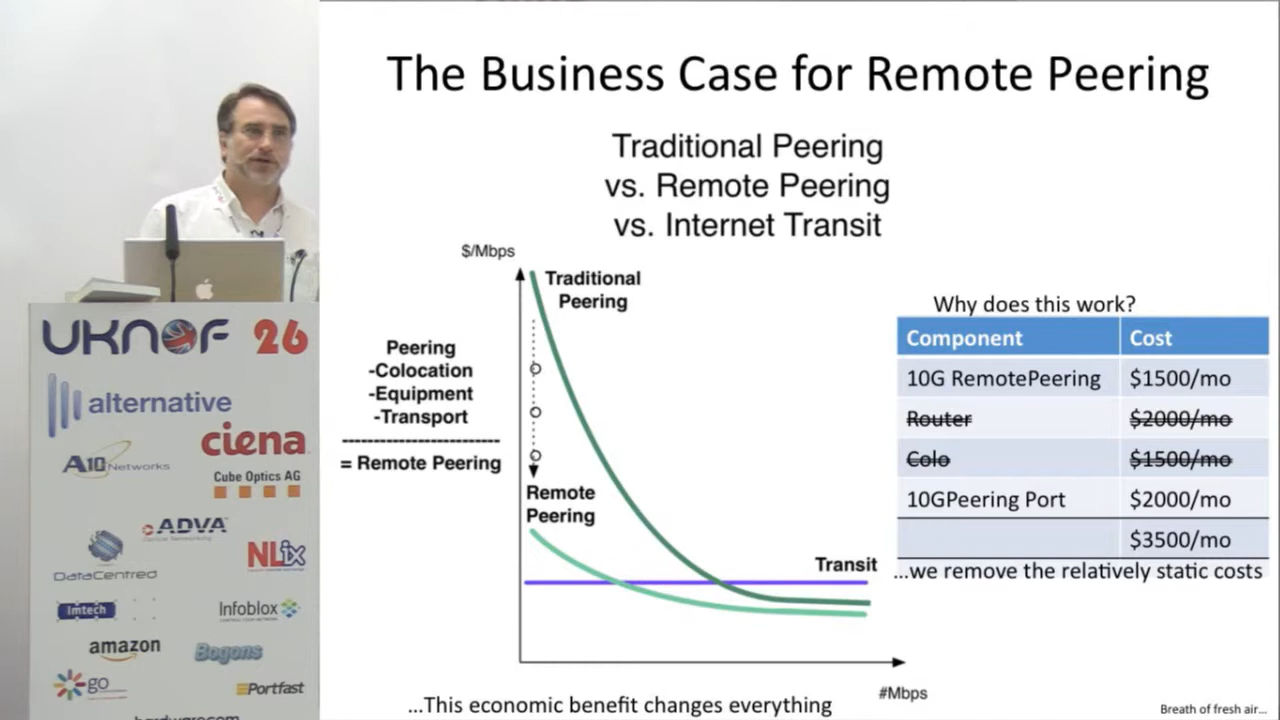 The Business Case for Remote Peering
Traditional Peering
vs. Remote Peering
vs. Internet Transit
$/Mbps
Traditional
Peering
Peering
-Colocation
-Equipment
-Transport
= Remote Peering
Remote
Peering
Transit
#Mbps
Why does this work?
Component Cost
10G RemotePeering $1500/mo
Router $2000/mo
Colo $1500/mo
10GPeering Port $2000/mo
$3500/mo
...we remove the relatively static costs
...This economic benefit changes everything
Breath of fresh air...
UKNOF 26
alternative
ciena
A10 Networks
Cube Optics AG
ADVA
Optical Networking
DataCentred
NLix
Imtech
Infoblox
amazon
Bogons
go
Portfast